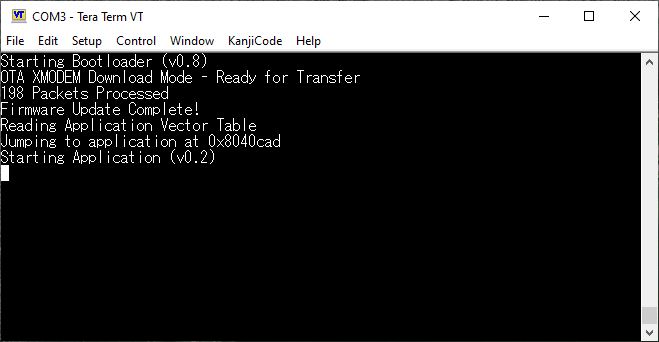 VT COM3 - Tera Term VT
File Edit Setup Control Window KanjiCode Help
Starting Bootloader (v0.8)
OTA XMODEM Download Mode - Ready for Transfer
198 Packets Processed
Firmware Update Complete!
Reading Application Vector Table
Jumping to application at 0x8040cad
Starting Application (v0.2)